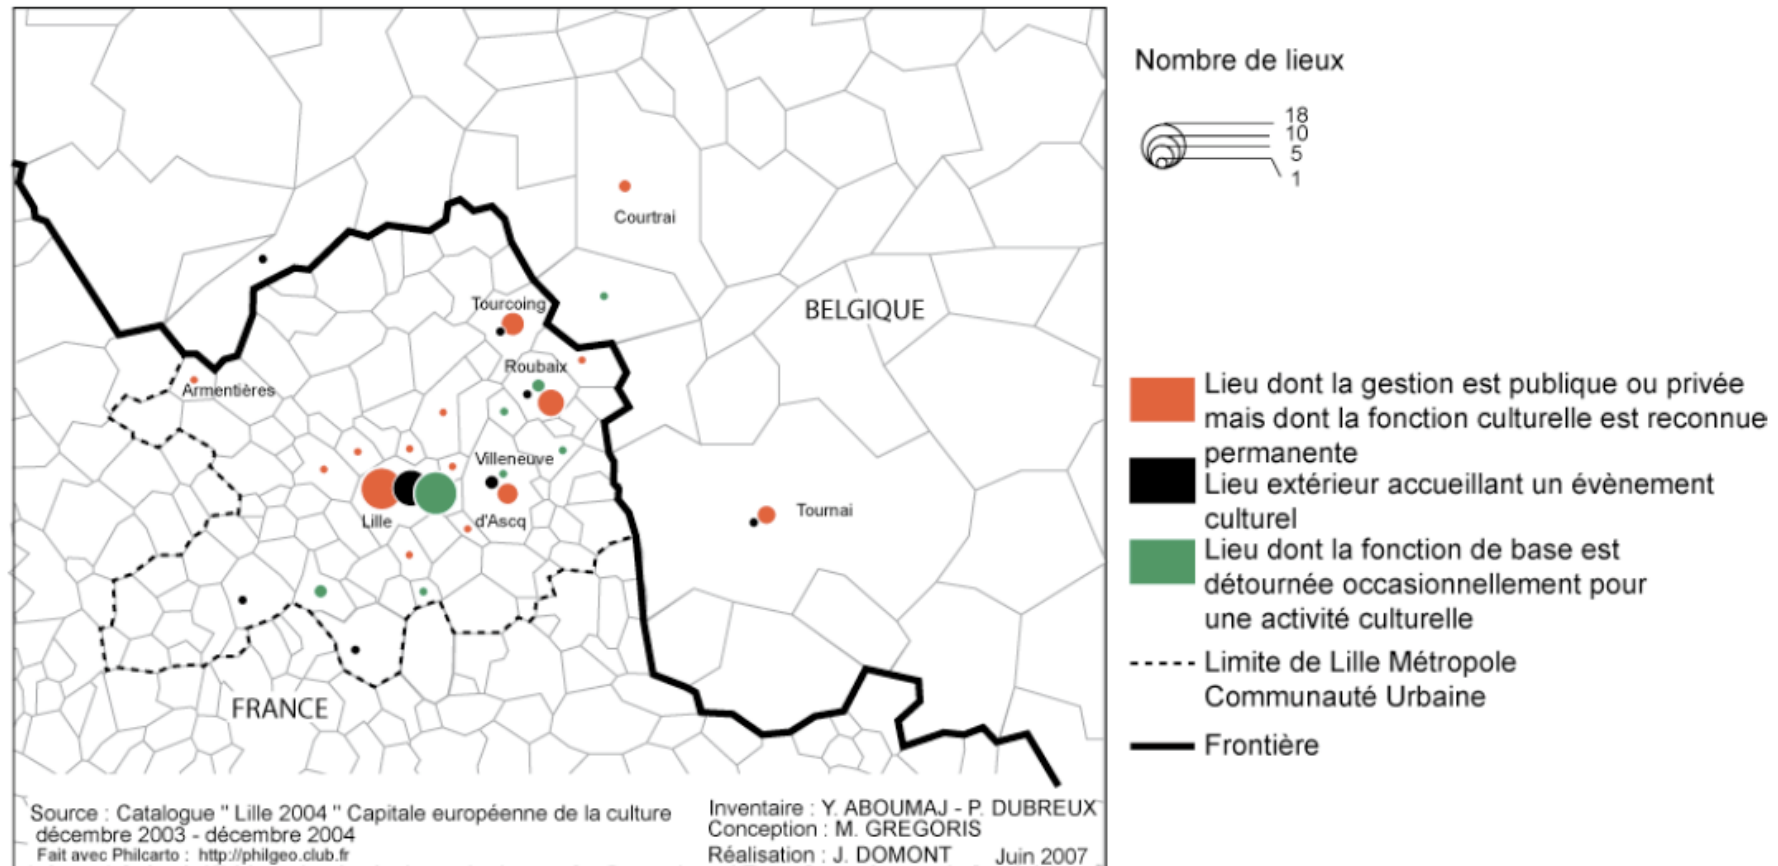 Nombre de lieux
18
10
5
1
Courtrai
Tourcoing
BELGIQUE
Roubaix
Armentières
Villeneuve
d'Ascq
Lille
Tournai
FRANCE
Lieu dont la gestion est publique ou privée
mais dont la fonction culturelle est reconnue
permanente
Lieu extérieur accueillant un évènement
culturel
Lieu dont la fonction de base est
détournée occasionnellement pour
une activité culturelle
Limite de Lille Métropole
Communauté Urbaine
Frontière
Source : Catalogue " Lille 2004 " Capitale européenne de la culture
décembre 2003 - décembre 2004
Fait avec Philcarto : http://philgeo.club.fr
Inventaire : Y. ABOUMAJ - P. DUBREUX
Conception : M. GREGORIS
Réalisation : J. DOMONT Juin 2007